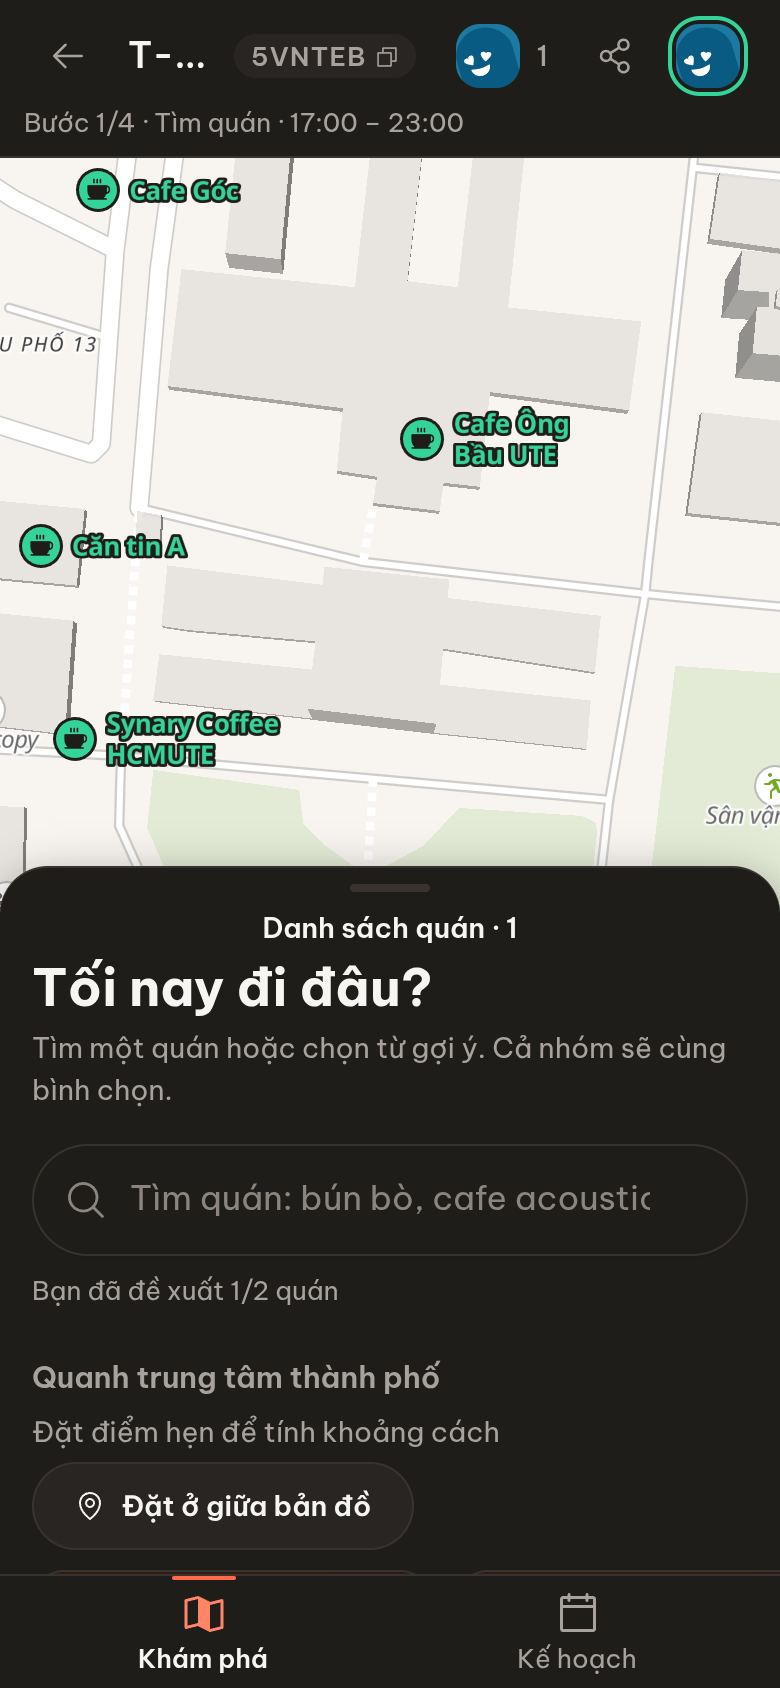 T-...
5VNTEB
1
Bước 1/4 · Tìm quán · 17:00 – 23:00
Cafe Góc
U PHỐ 13
Cafe Ông
Bầu UTE
Căn tin A
Synary Coffee
HCMUTE
copy
Sân vận
Danh sách quán · 1
Tối nay đi đâu?
Tìm một quán hoặc chọn từ gợi ý. Cả nhóm sẽ cùng
bình chọn.
Tìm quán: bún bò, cafe acoustic
Bạn đã đề xuất 1/2 quán
Quanh trung tâm thành phố
Đặt điểm hẹn để tính khoảng cách
Đặt ở giữa bản đồ
Khám phá
Kế hoạch